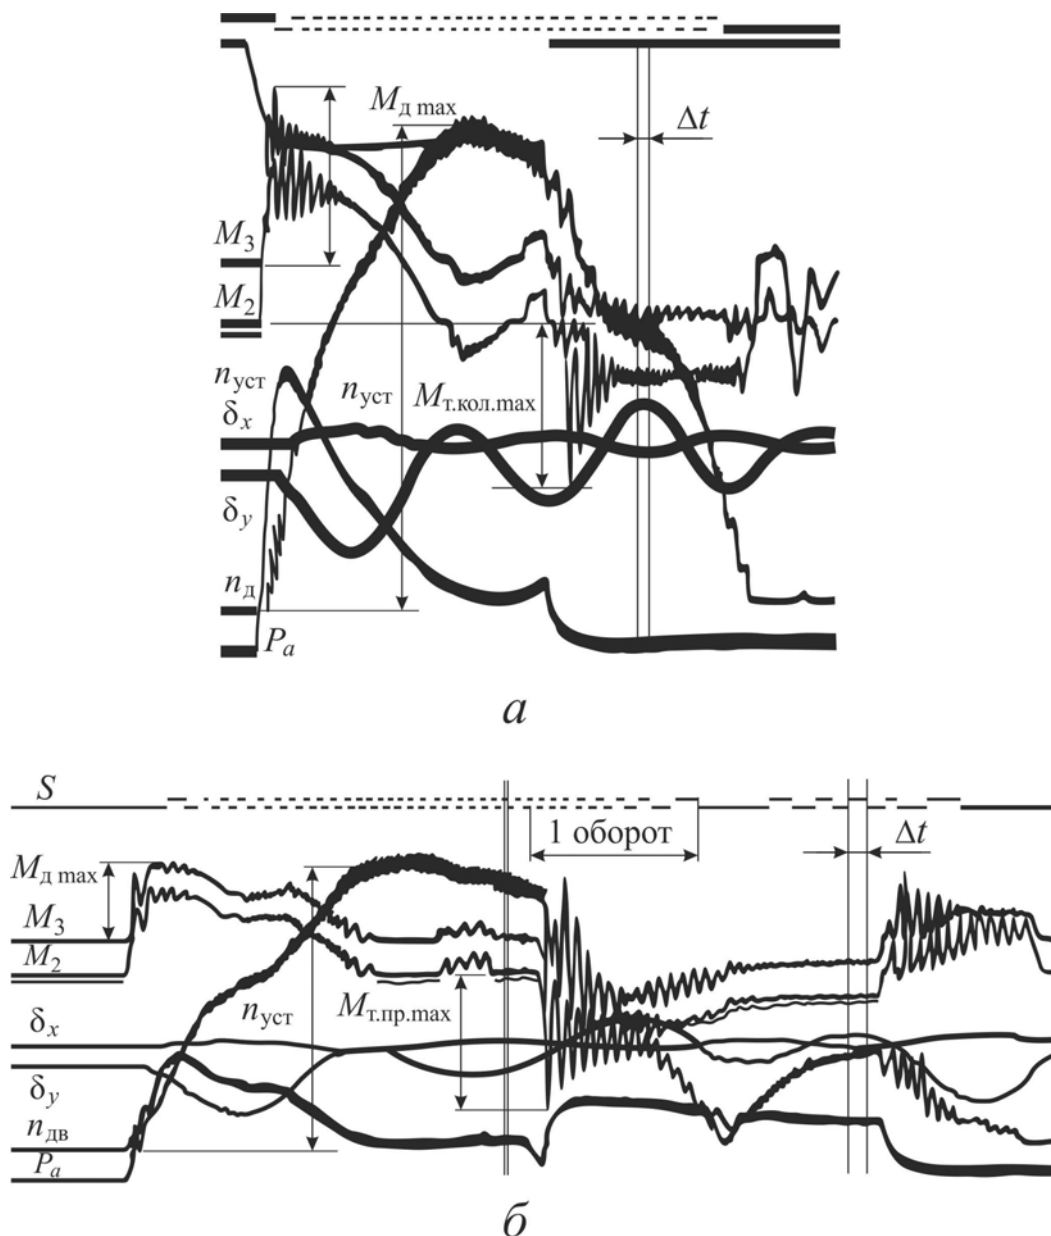 M_д max
Δt
M_3
M_2
n_уст
n_уст
M_т.кол.max
δ_x
δ_y
n_д
P_a
а
S
1 оборот
Δt
M_д max
M_3
M_2
n_уст
M_т.пр.max
δ_x
δ_y
n_дв
P_a
б